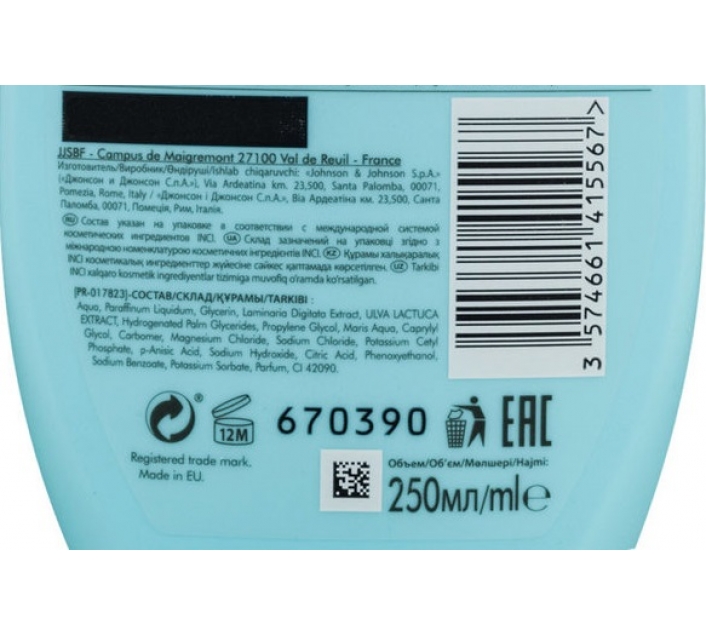 JJSBF - Campus de Maigremont 27100 Val de Reuil - France
Изготовитель/Виробник/Өндіруші/Ishlab chiqaruvchi: «Johnson & Johnson S.p.A.»
(«Джонсон и Джонсон С.п.А.»), Via Ardeatina km. 23,500, Santa Palomba, 00071,
Pomezia, Rome, Italy / «Джонсон і Джонсон С.п.А.», Віа Ардеатина км. 23,500, Санта
Паломба, 00071, Помеція, Рим, Італія.
RU Состав указан на упаковке в соответствии с международной системой
косметических ингредиентов INCI. UA Склад зазначений на упаковці згідно з
міжнародною номенклатурою косметичних інгредієнтів INCI. KZ Құрамы халықаралық
INCI косметикалық ингредиенттер жүйесіне сәйкес қаптамада көрсетілген. UZ Tarkibi
INCI xalqaro kosmetik ingrediyentlar tizimiga muvofiq o'ramda ko'rsatilgan.
[PR-017823]-СОСТАВ/СКЛАД/ҚҰРАМЫ/TARKIBI :
Aqua, Paraffinum Liquidum, Glycerin, Laminaria Digitata Extract, ULVA LACTUCA
EXTRACT, Hydrogenated Palm Glycerides, Propylene Glycol, Maris Aqua, Caprylyl
Glycol, Carbomer, Magnesium Chloride, Sodium Chloride, Potassium Cetyl
Phosphate, p-Anisic Acid, Sodium Hydroxide, Citric Acid, Phenoxyethanol,
Sodium Benzoate, Potassium Sorbate, Parfum, CI 42090.
3 574661 415567 >
12M
670390
EAC
Registered trade mark.
Made in EU.
Объем/Об'єм/Мөлшері/Hajmi:
250мл/ml℮